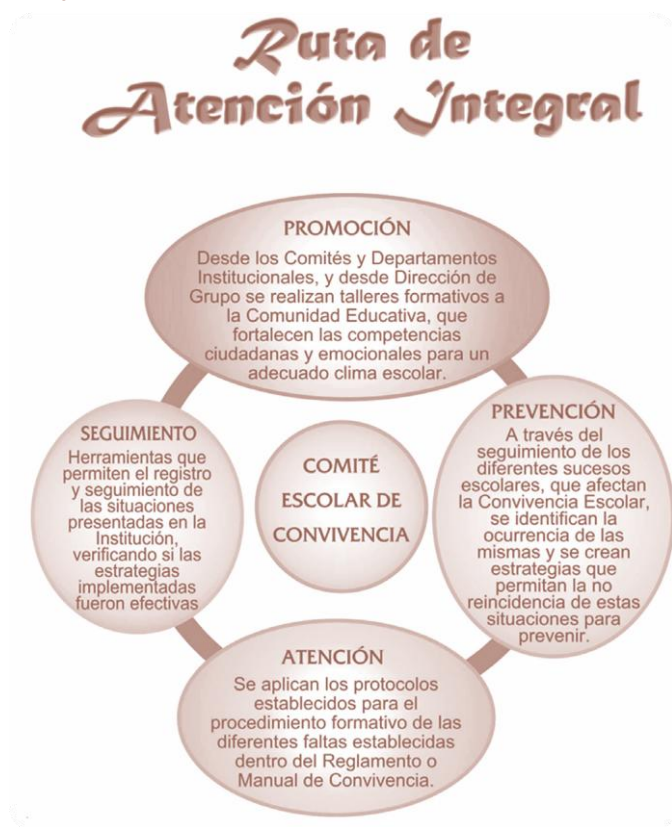 Ruta de
Atención Integral
PROMOCIÓN
Desde los Comités y Departamentos
Institucionales, y desde Dirección de
Grupo se realizan talleres formativos a
la Comunidad Educativa, que
fortalecen las competencias
ciudadanas y emocionales para un
adecuado clima escolar.
PREVENCIÓN
A través del
seguimiento de los
diferentes sucesos
escolares, que afectan
la Convivencia Escolar,
se identifican la
ocurrencia de las
mismas y se crean
estrategias que
permitan la no
reincidencia de estas
situaciones para
prevenir.
SEGUIMIENTO
Herramientas que
permiten el registro
y seguimiento de
las situaciones
presentadas en la
Institución,
verificando si las
estrategias
implementadas
fueron efectivas
COMITÉ
ESCOLAR DE
CONVIVENCIA
ATENCIÓN
Se aplican los protocolos
establecidos para el
procedimiento formativo de las
diferentes faltas establecidas
dentro del Reglamento o
Manual de Convivencia.